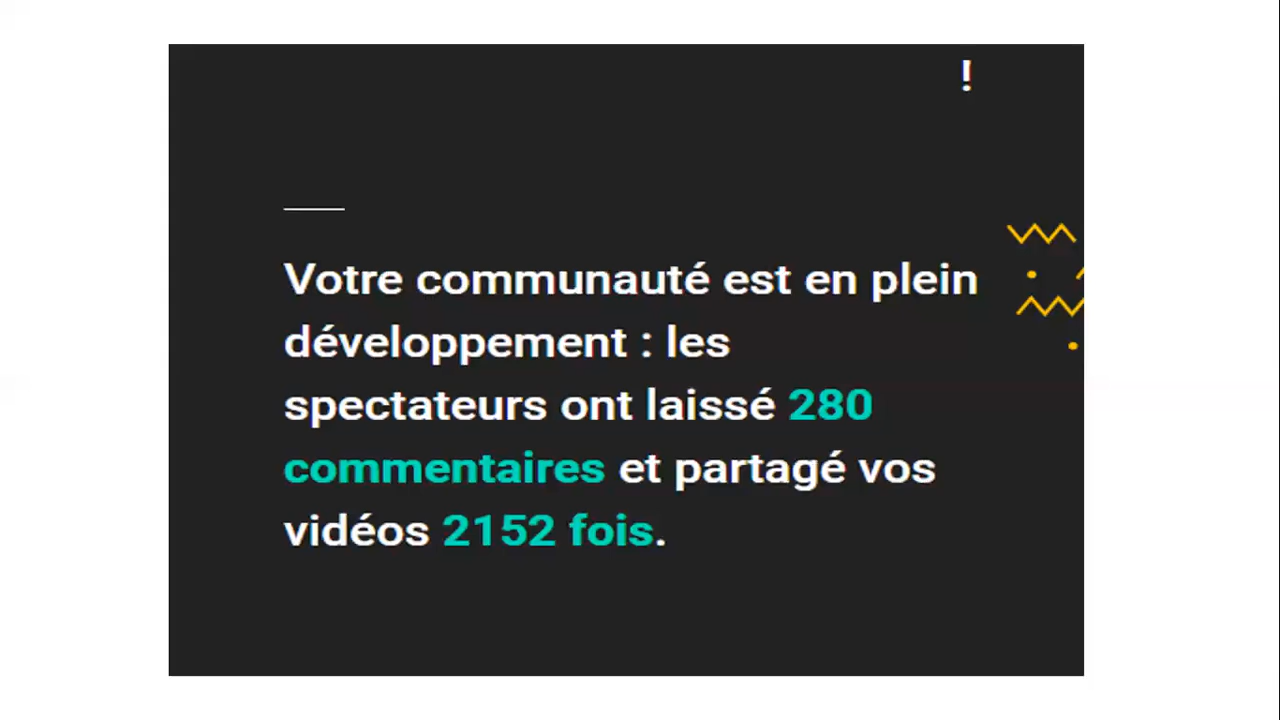 !
Votre communauté est en plein
développement : les
spectateurs ont laissé 280
commentaires et partagé vos
vidéos 2152 fois.